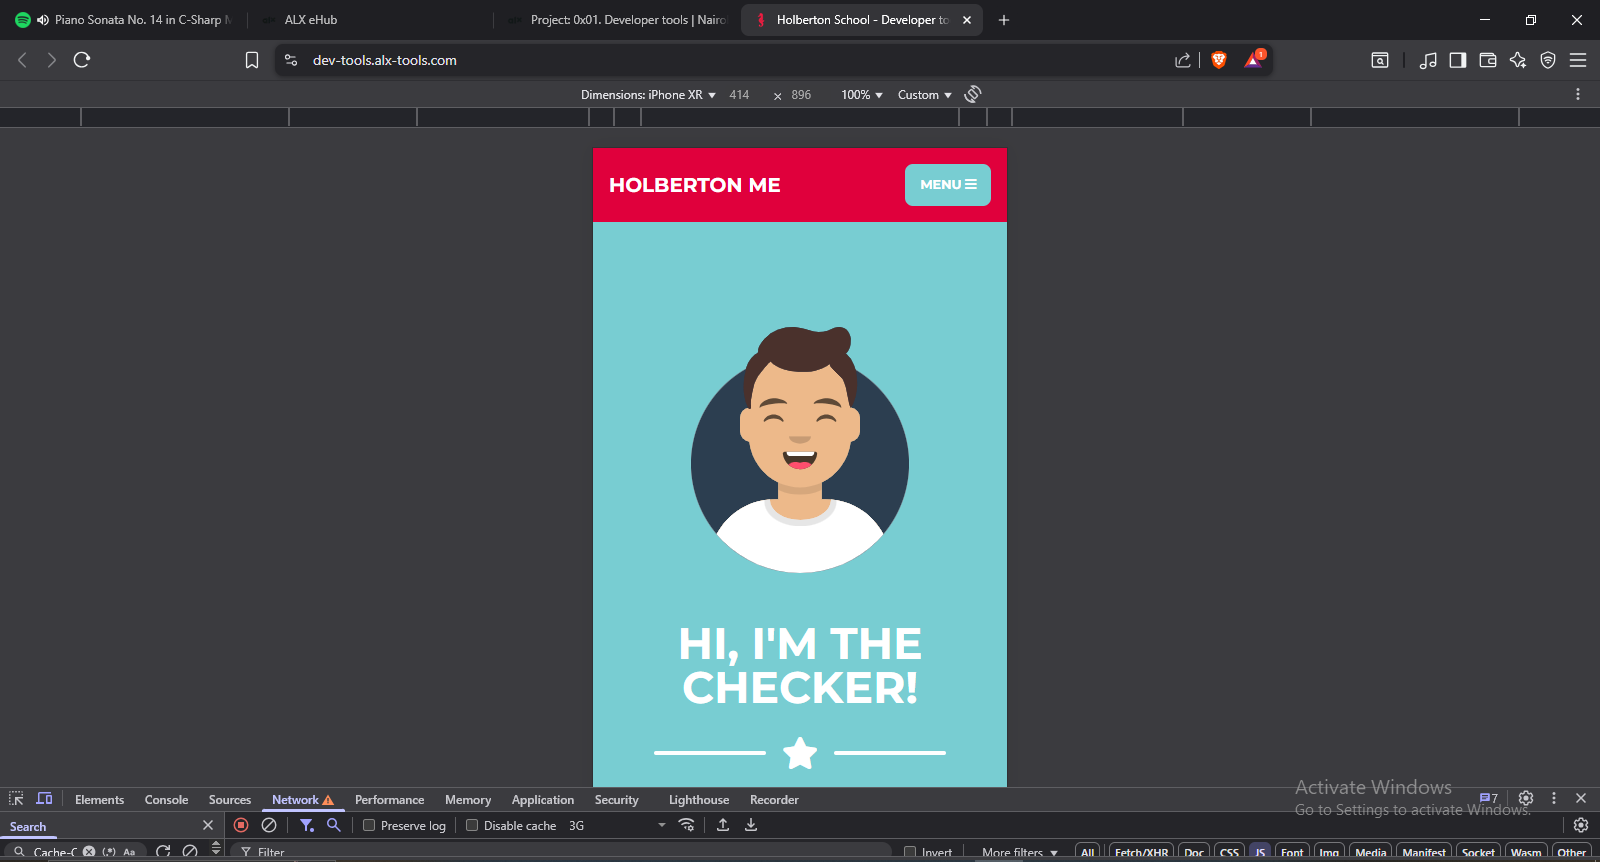 Piano Sonata No. 14 in C-Sharp M
ALX eHub
Project: 0x01. Developer tools | Nairo
Holberton School - Developer to
dev-tools.alx-tools.com
1
Dimensions: iPhone XR
414
×
896
100%
Custom
HOLBERTON ME
MENU
HI, I'M THE
CHECKER!
Activate Windows
Go to Settings to activate Windows.
Elements
Console
Sources
Network
Performance
Memory
Application
Security
Lighthouse
Recorder
7
Search
Preserve log
Disable cache
3G
Cache-C
(.*)
Aa
Filter
Invert
More filters
All
Fetch/XHR
Doc
CSS
JS
Font
Img
Media
Manifest
Socket
Wasm
Other